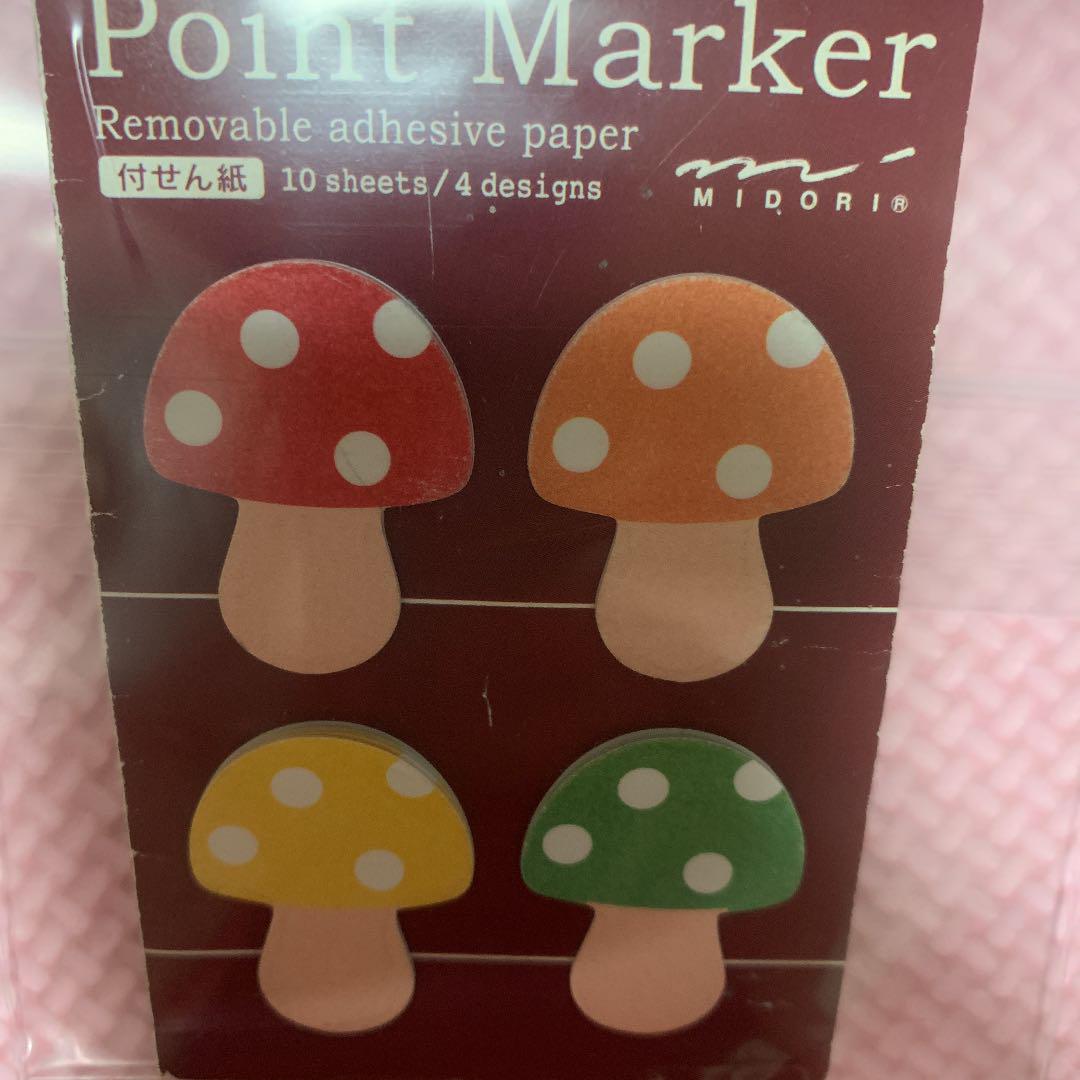 Point Marker
Removable adhesive paper
付せん紙 10 sheets/4 designs
MIDORI®